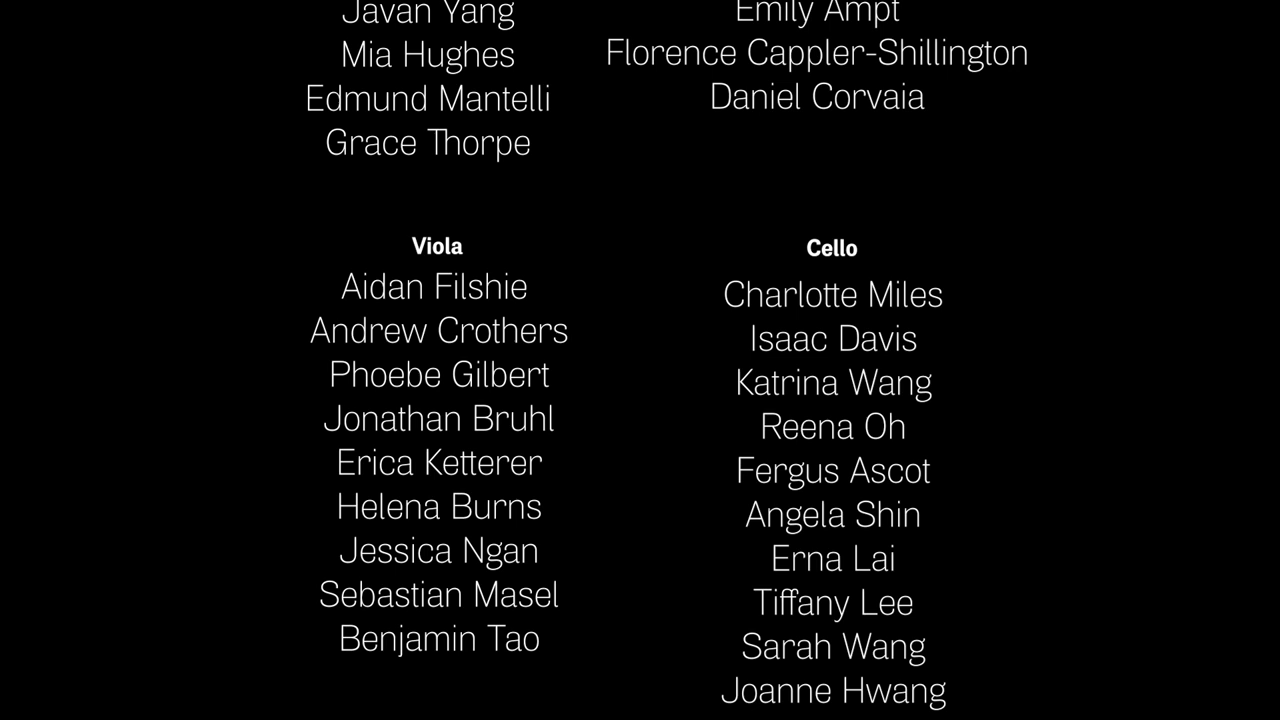 Javan Yang
Mia Hughes
Edmund Mantelli
Grace Thorpe
Emily Ampt
Florence Cappler-Shillington
Daniel Corvaia
Viola
Aidan Filshie
Andrew Crothers
Phoebe Gilbert
Jonathan Bruhl
Erica Ketterer
Helena Burns
Jessica Ngan
Sebastian Masel
Benjamin Tao
Cello
Charlotte Miles
Isaac Davis
Katrina Wang
Reena Oh
Fergus Ascot
Angela Shin
Erna Lai
Tiffany Lee
Sarah Wang
Joanne Hwang